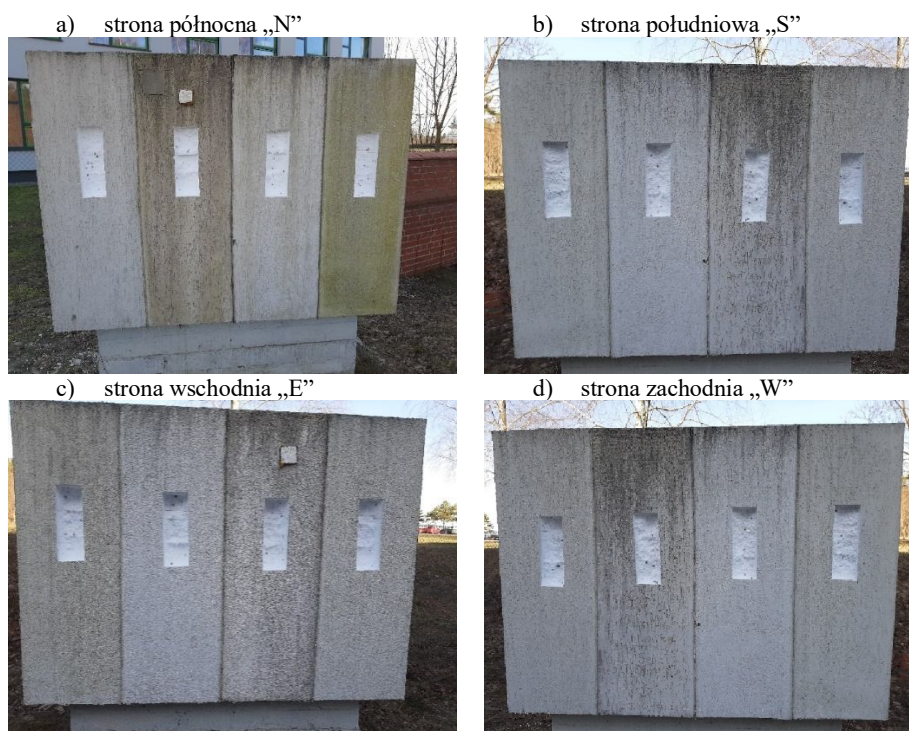 a) strona północna „N”
b) strona południowa „S”
c) strona wschodnia „E”
d) strona zachodnia „W”